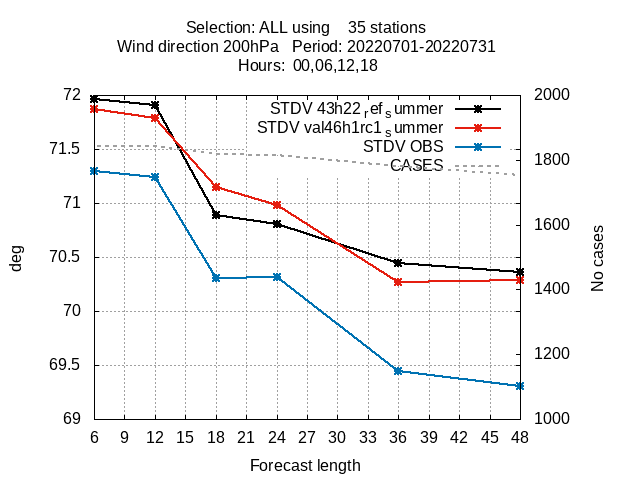 Selection: ALL using    35 stations
Wind direction 200hPa   Period: 20220701-20220731
Hours:  00,06,12,18
72
71.5
71
70.5
70
69.5
69
deg
STDV 43h22refsummer
STDV val46h1rc1summer
STDV OBS
CASES
2000
1800
1600
1400
1200
1000
No cases
6 9 12 15 18 21 24 27 30 33 36 39 42 45 48
Forecast length